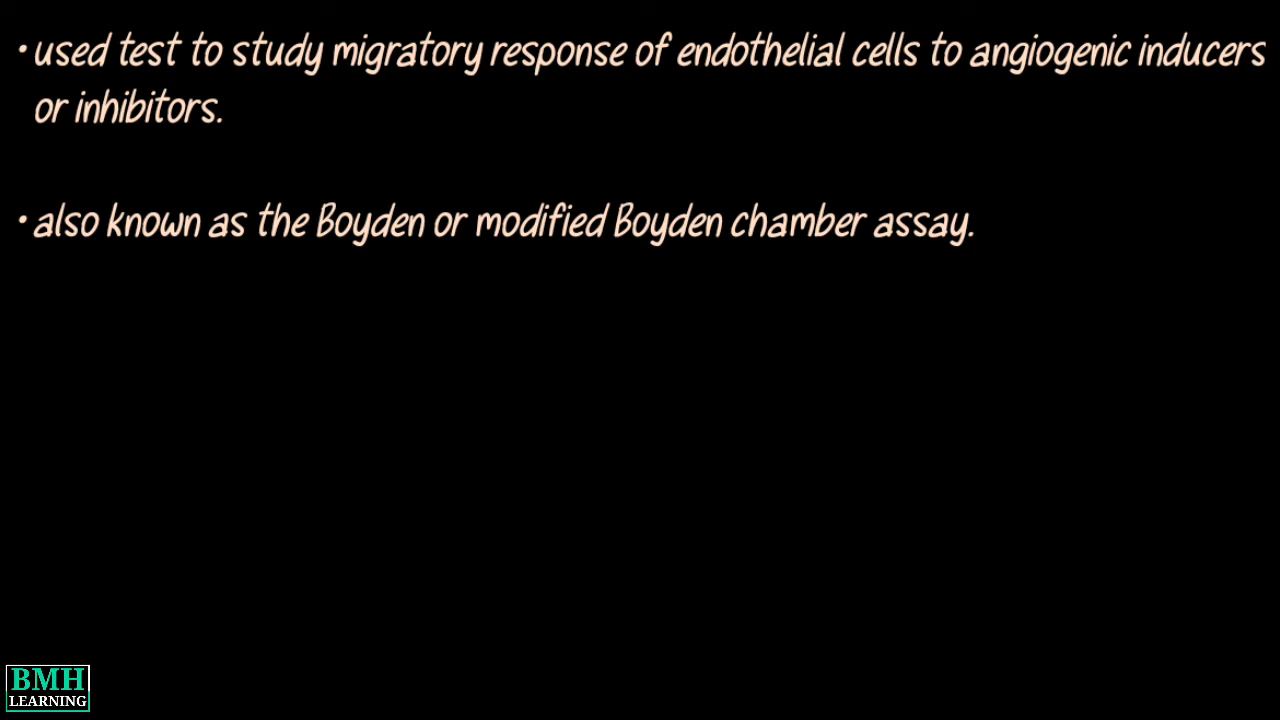 • used test to study migratory response of endothelial cells to angiogenic inducers
or inhibitors.
• also known as the Boyden or modified Boyden chamber assay.
BMH
LEARNING